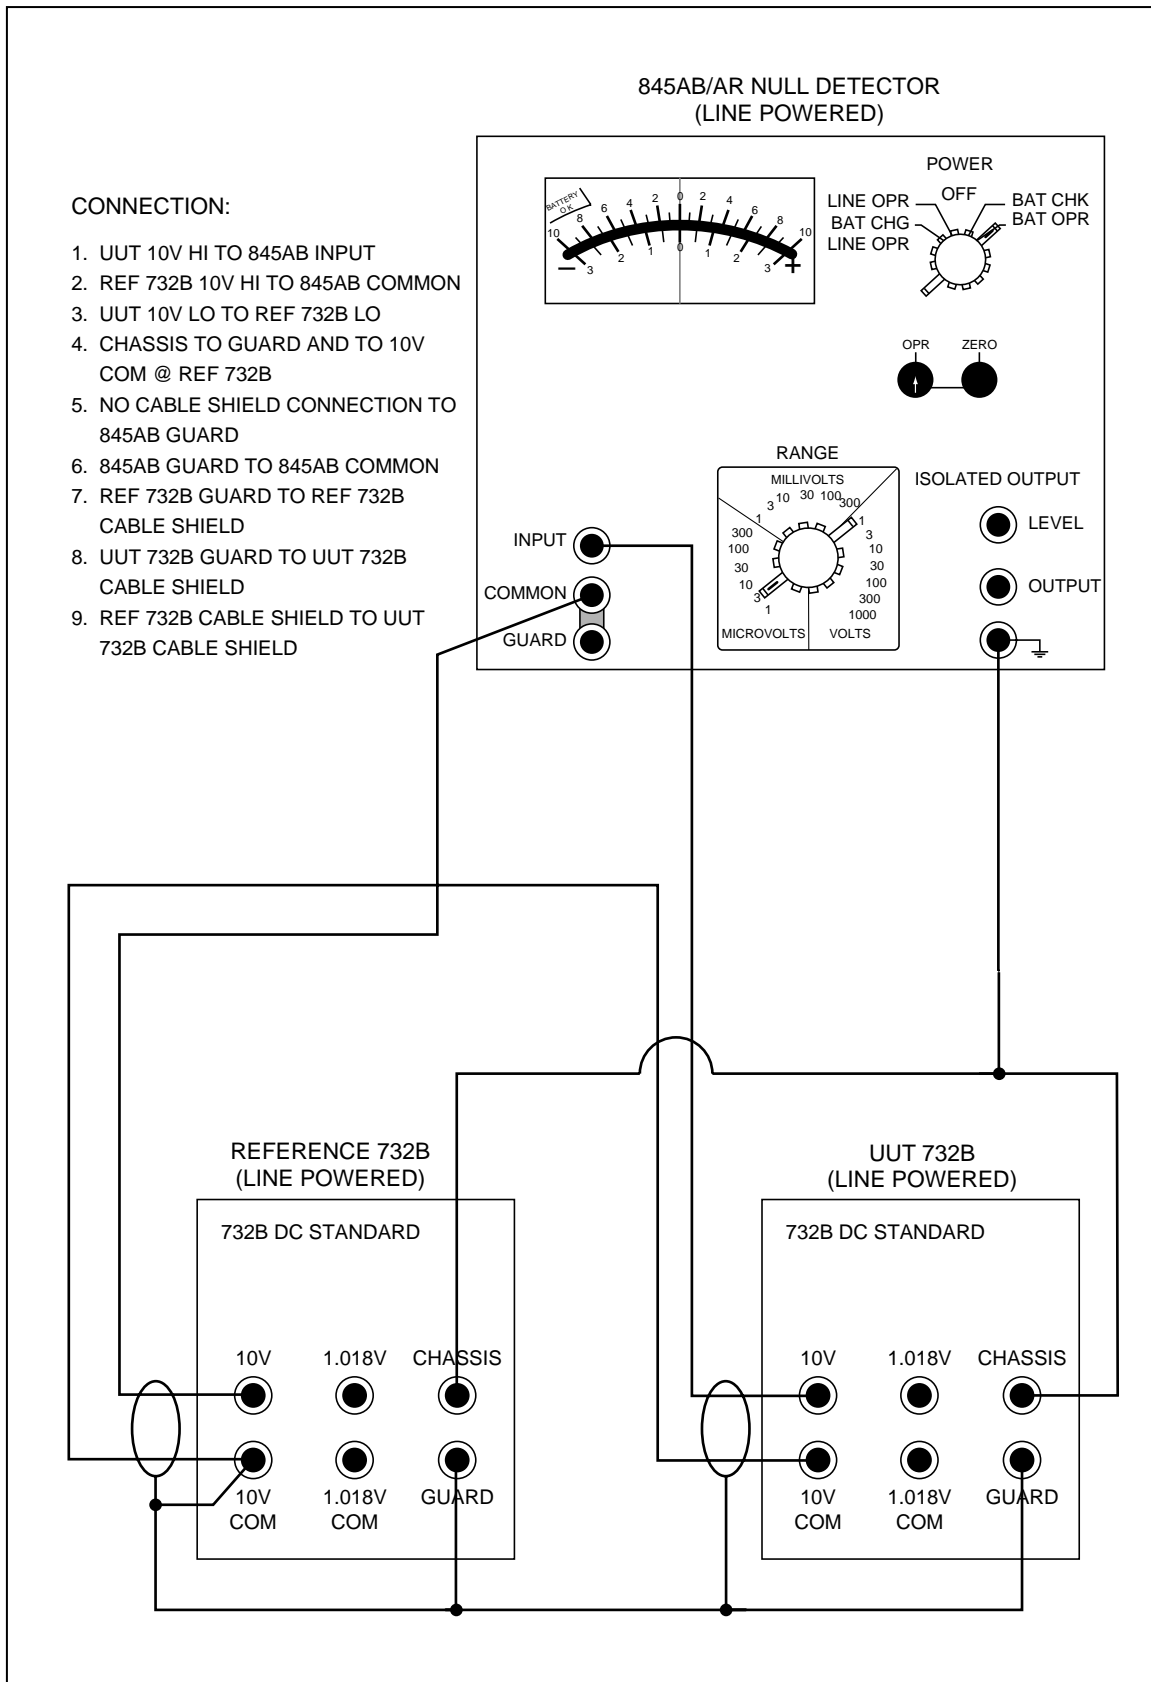 845AB/AR NULL DETECTOR
(LINE POWERED)
CONNECTION:
1. UUT 10V HI TO 845AB INPUT
2. REF 732B 10V HI TO 845AB COMMON
3. UUT 10V LO TO REF 732B LO
4. CHASSIS TO GUARD AND TO 10V
COM @ REF 732B
5. NO CABLE SHIELD CONNECTION TO
845AB GUARD
6. 845AB GUARD TO 845AB COMMON
7. REF 732B GUARD TO REF 732B
CABLE SHIELD
8. UUT 732B GUARD TO UUT 732B
CABLE SHIELD
9. REF 732B CABLE SHIELD TO UUT
732B CABLE SHIELD
BATTERY
OK
10 8 6 4 2 0 2 4 6 8 10
3 2 1 0 1 2 3
– +
POWER
OFF
LINE OPR
BAT CHG
LINE OPR
BAT CHK
BAT OPR
OPR ZERO
RANGE
MILLIVOLTS
1 3 10 30 100 300
300
100
30
10
3
1
MICROVOLTS
1
3
10
30
100
300
1000
VOLTS
INPUT
COMMON
GUARD
ISOLATED OUTPUT
LEVEL
OUTPUT
REFERENCE 732B
(LINE POWERED)
732B DC STANDARD
10V 1.018V CHASSIS
10V 1.018V GUARD
COM COM
UUT 732B
(LINE POWERED)
732B DC STANDARD
10V 1.018V CHASSIS
10V 1.018V GUARD
COM COM